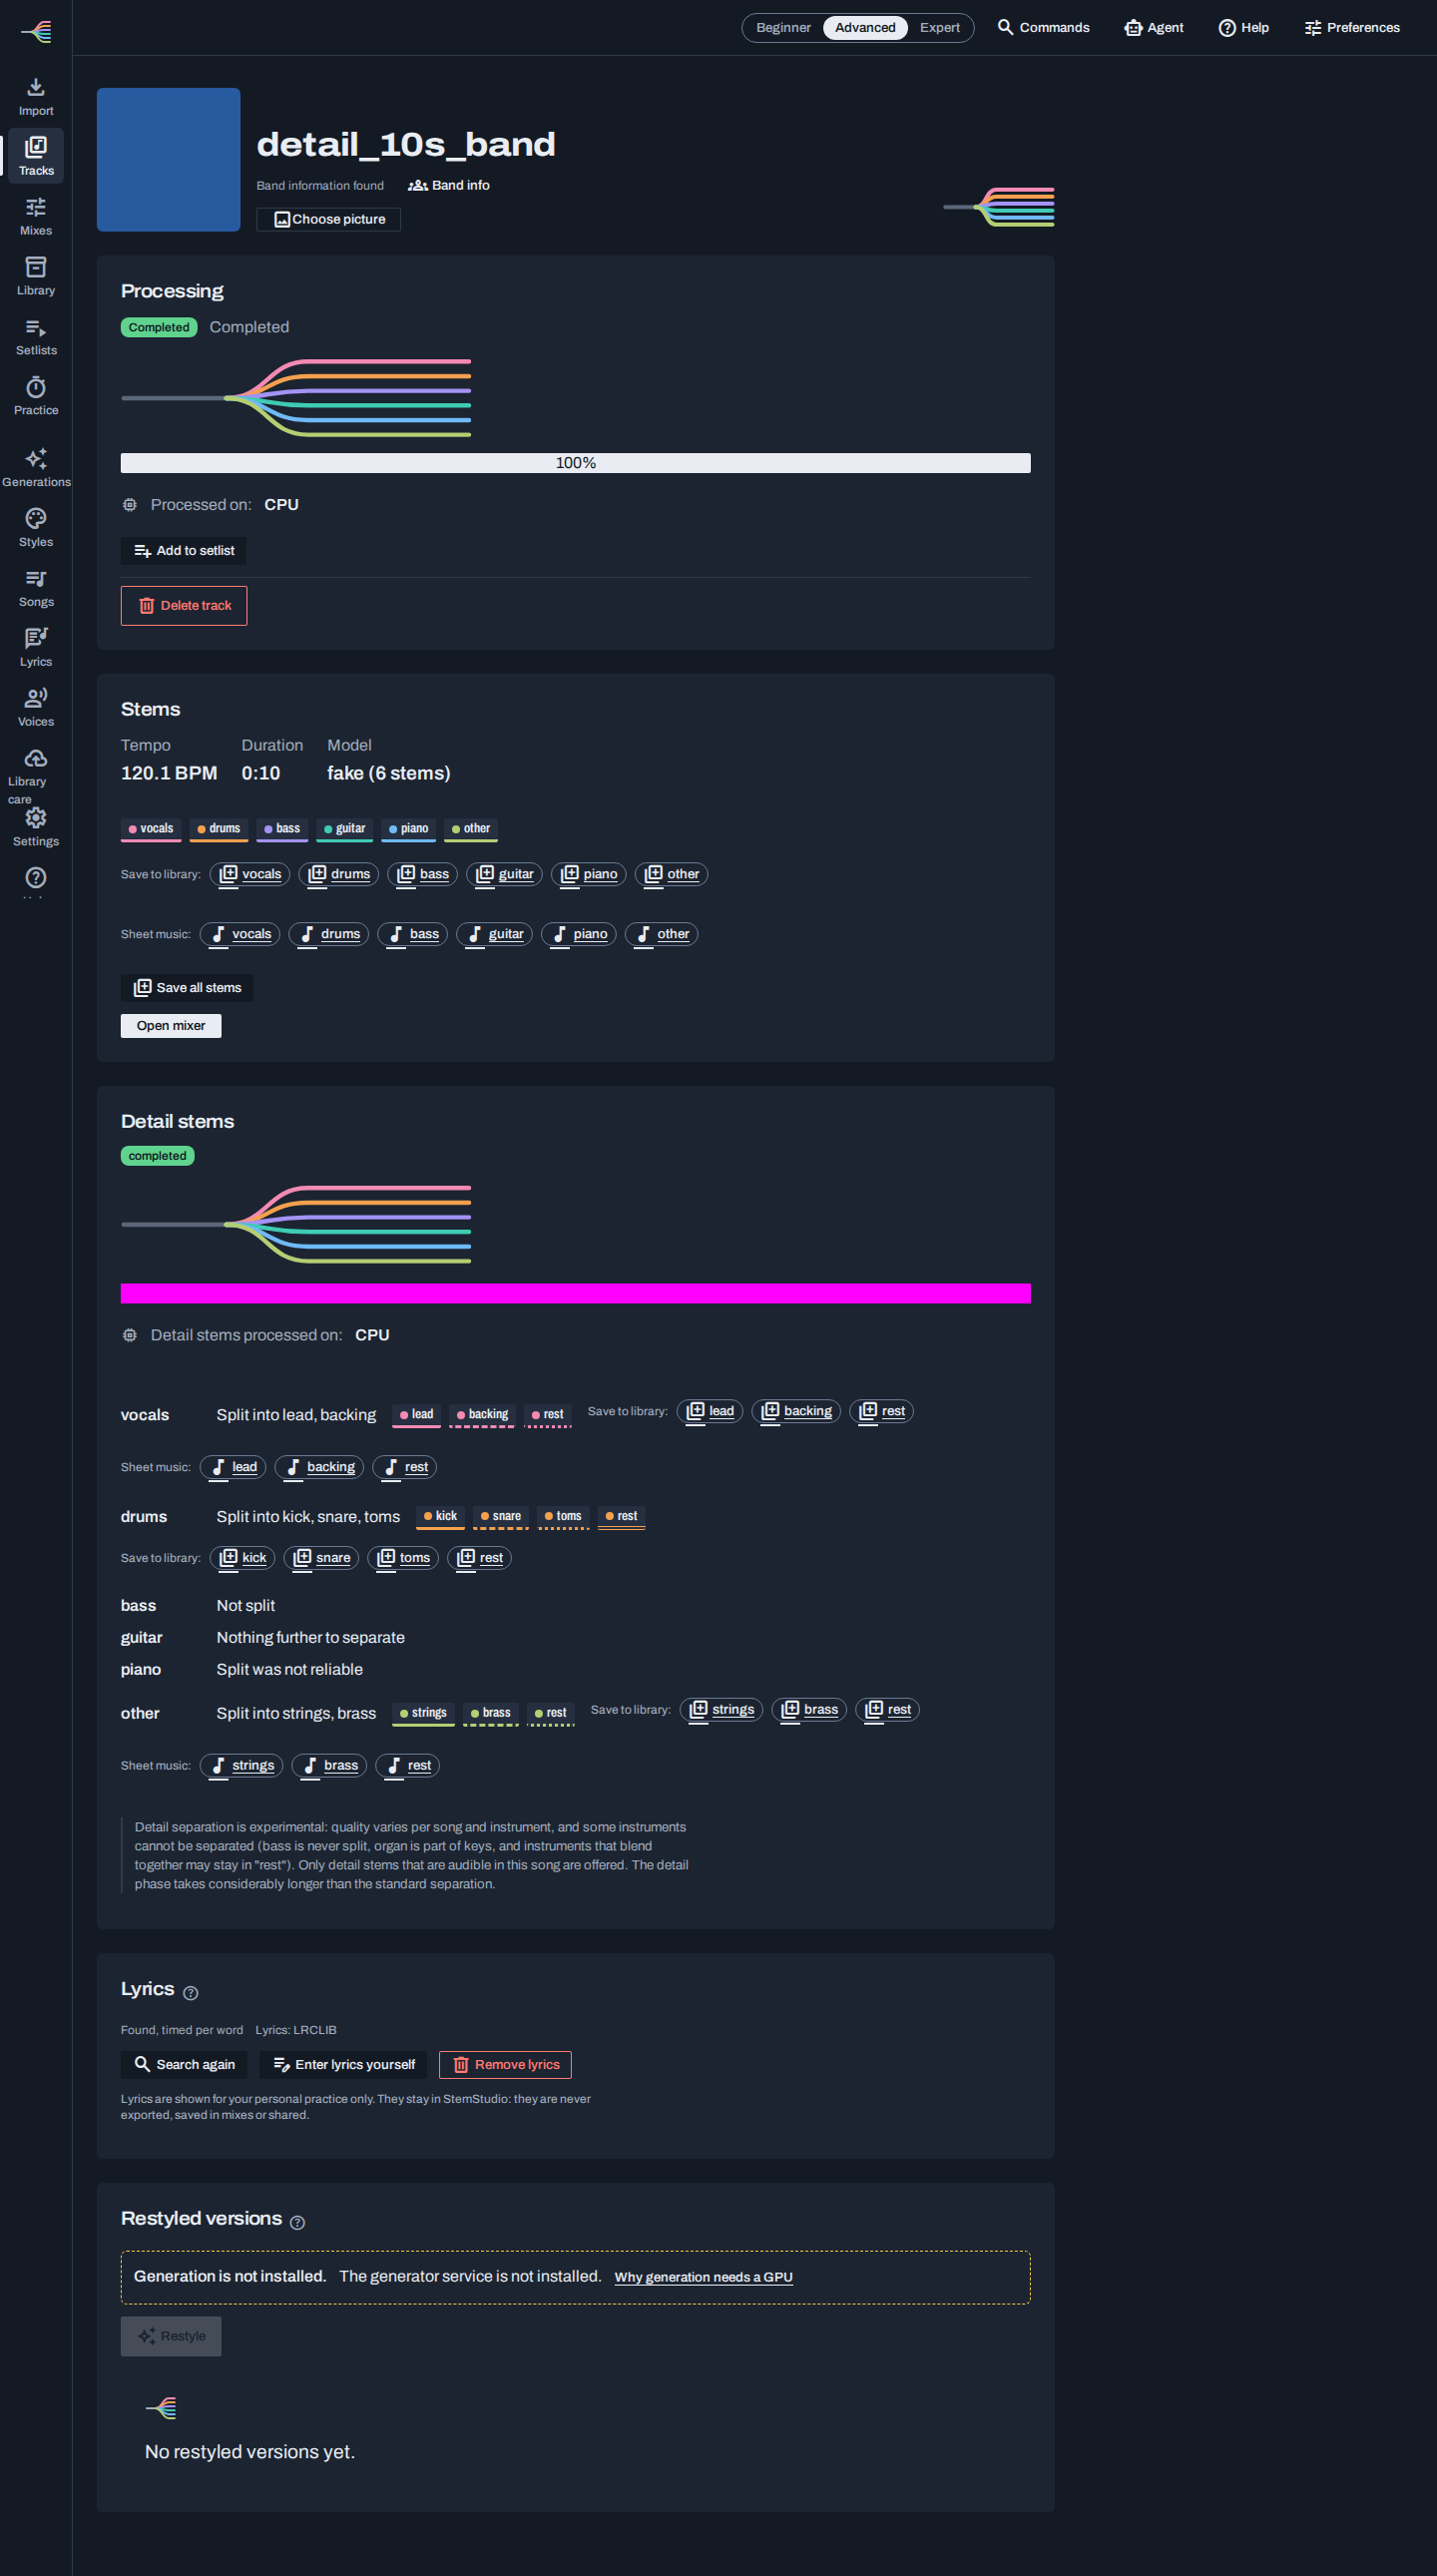 Beginner Advanced Expert Commands Agent Help Preferences
Import
Tracks
Mixes
Library
Setlists
Practice
Generations
Styles
Songs
Lyrics
Voices
Library care
Settings
detail_10s_band
Band information found Band info
Choose picture
Processing
Completed Completed
100%
Processed on: CPU
Add to setlist
Delete track
Stems
Tempo Duration Model
120.1 BPM 0:10 fake (6 stems)
vocals drums bass guitar piano other
Save to library: vocals drums bass guitar piano other
Sheet music: vocals drums bass guitar piano other
Save all stems
Open mixer
Detail stems
completed
Detail stems processed on: CPU
vocals Split into lead, backing lead backing rest Save to library: lead backing rest
Sheet music: lead backing rest
drums Split into kick, snare, toms kick snare toms rest
Save to library: kick snare toms rest
bass Not split
guitar Nothing further to separate
piano Split was not reliable
other Split into strings, brass strings brass rest Save to library: strings brass rest
Sheet music: strings brass rest
Detail separation is experimental: quality varies per song and instrument, and some instruments
cannot be separated (bass is never split, organ is part of keys, and instruments that blend
together may stay in "rest"). Only detail stems that are audible in this song are offered. The detail
phase takes considerably longer than the standard separation.
Lyrics
Found, timed per word Lyrics: LRCLIB
Search again Enter lyrics yourself Remove lyrics
Lyrics are shown for your personal practice only. They stay in StemStudio: they are never
exported, saved in mixes or shared.
Restyled versions
Generation is not installed. The generator service is not installed. Why generation needs a GPU
Restyle
No restyled versions yet.